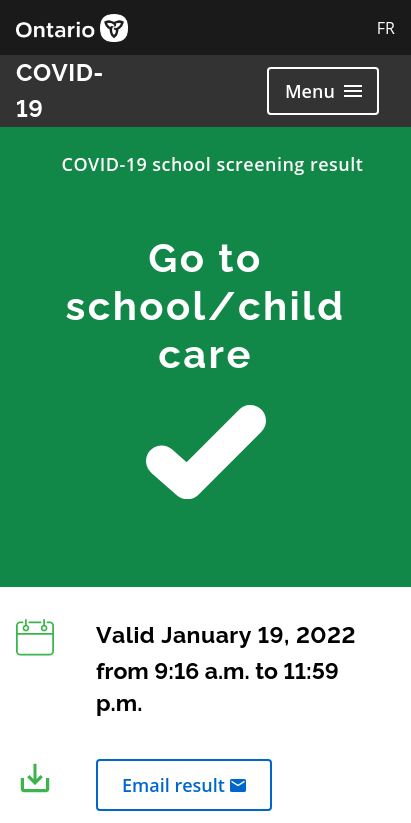 Ontario
FR
COVID-
19
Menu
COVID-19 school screening result
Go to
school/child
care
Valid January 19, 2022
from 9:16 a.m. to 11:59
p.m.
Email result